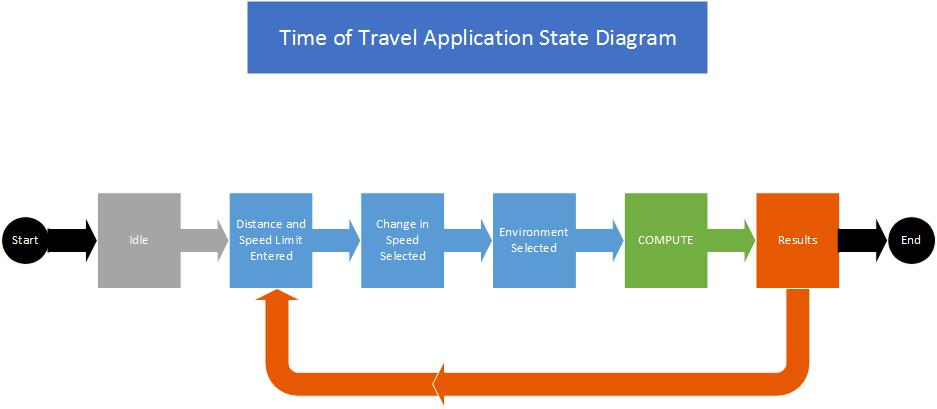 Time of Travel Application State Diagram
Start
Idle
Distance and
Speed Limit
Entered
Change in
Speed
Selected
Environment
Selected
COMPUTE
Results
End